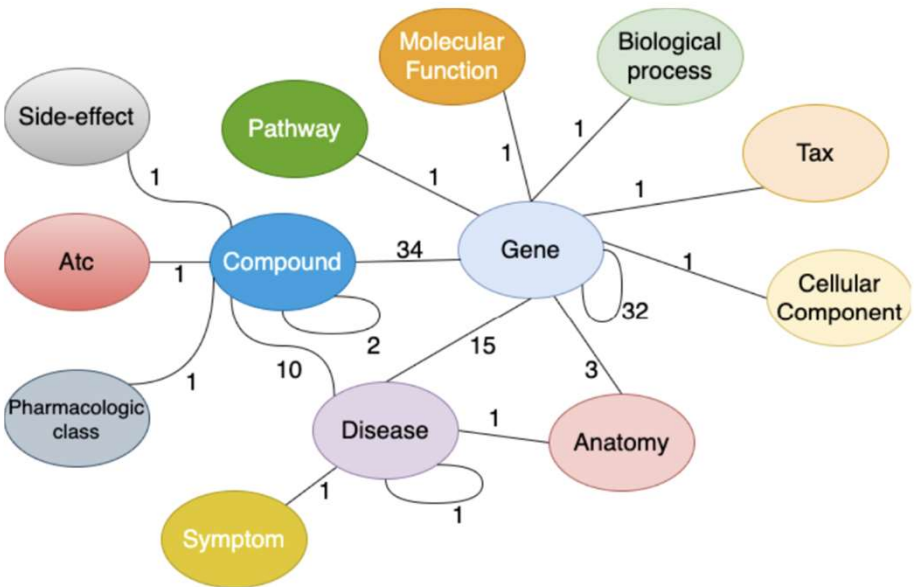 Molecular
Function
Biological
process
Side-effect
Pathway
1
1
Tax
1
1
1
1
Atc
1
Compound
34
Gene
1
Cellular
Component
32
2
15
10
3
1
Pharmacologic
class
Disease
1
Anatomy
1
1
Symptom